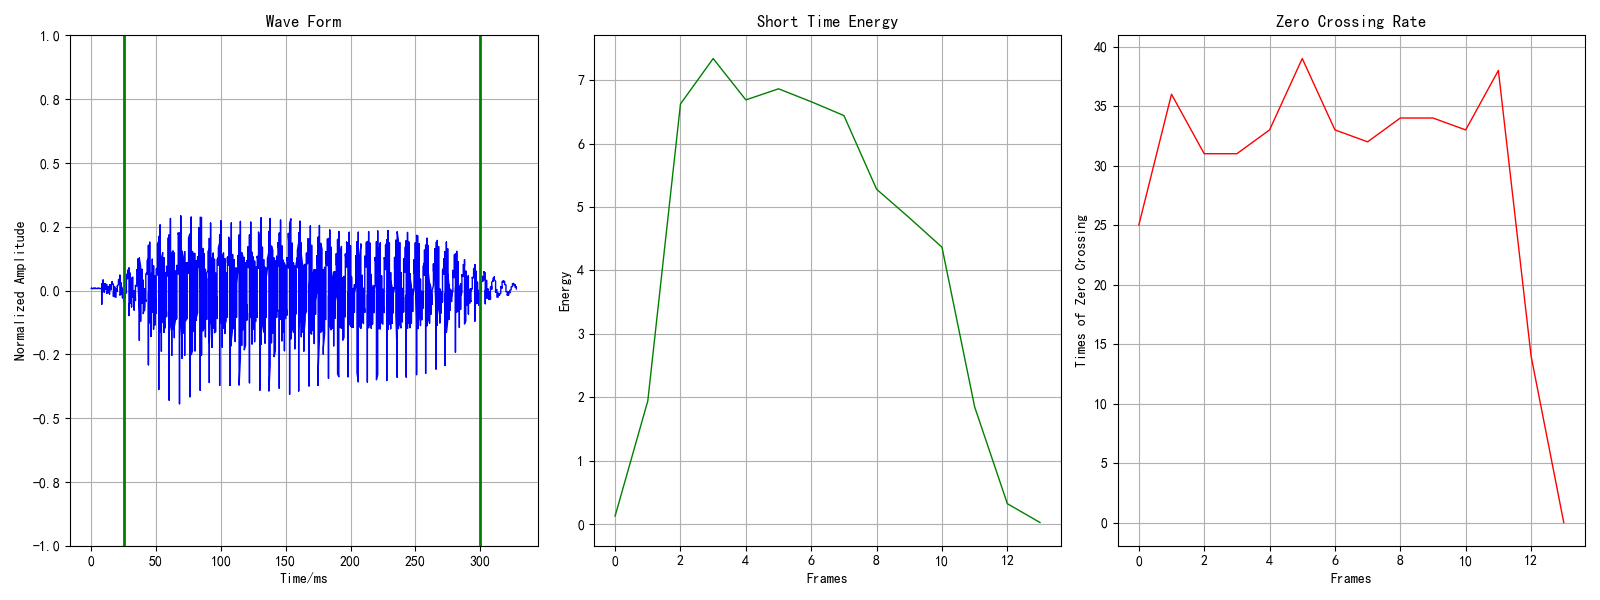 Wave Form
Normalized Amplitude
1.0
0.8
0.5
0.2
0.0
-0.2
-0.5
-0.8
-1.0
0 50 100 150 200 250 300
Time/ms
Short Time Energy
Energy
7
6
5
4
3
2
1
0
0 2 4 6 8 10 12
Frames
Zero Crossing Rate
Times of Zero Crossing
40
35
30
25
20
15
10
5
0
0 2 4 6 8 10 12
Frames